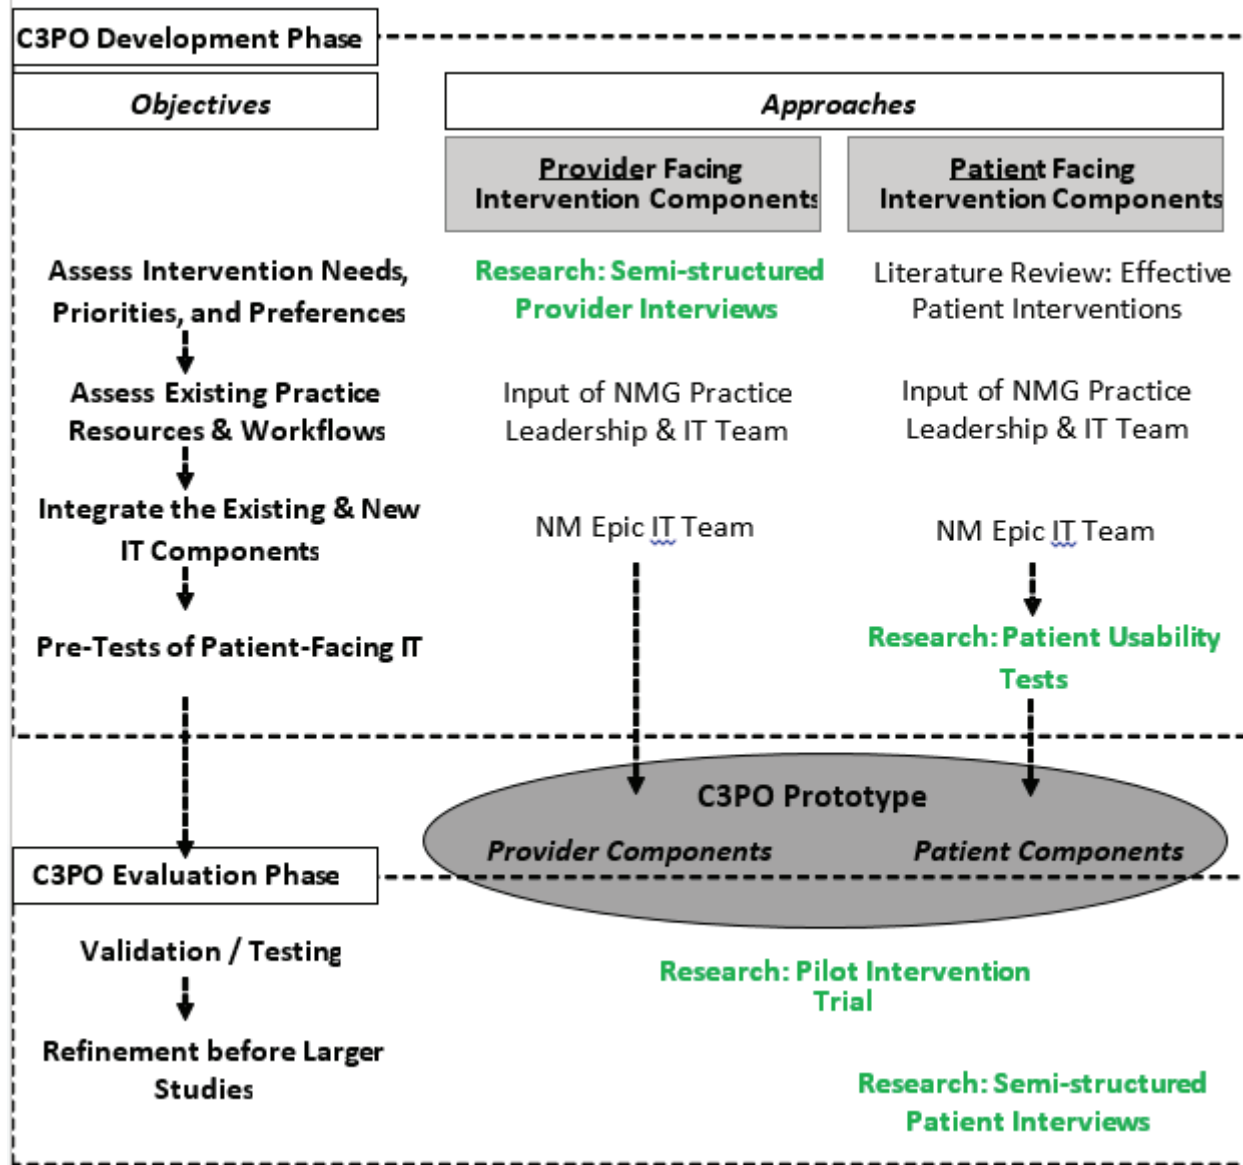 C3PO Development Phase
Objectives
Approaches
Provider Facing
Intervention Components
Patient Facing
Intervention Components
Assess Intervention Needs,
Priorities, and Preferences
Research: Semi-structured
Provider Interviews
Literature Review: Effective
Patient Interventions
Assess Existing Practice
Resources & Workflows
Input of NMG Practice
Leadership & IT Team
Input of NMG Practice
Leadership & IT Team
Integrate the Existing & New
IT Components
NM Epic IT Team
NM Epic IT Team
Pre-Tests of Patient-Facing IT
Research: Patient Usability
Tests
C3PO Prototype
Provider Components
Patient Components
C3PO Evaluation Phase
Validation / Testing
Research: Pilot Intervention
Trial
Refinement before Larger
Studies
Research: Semi-structured
Patient Interviews